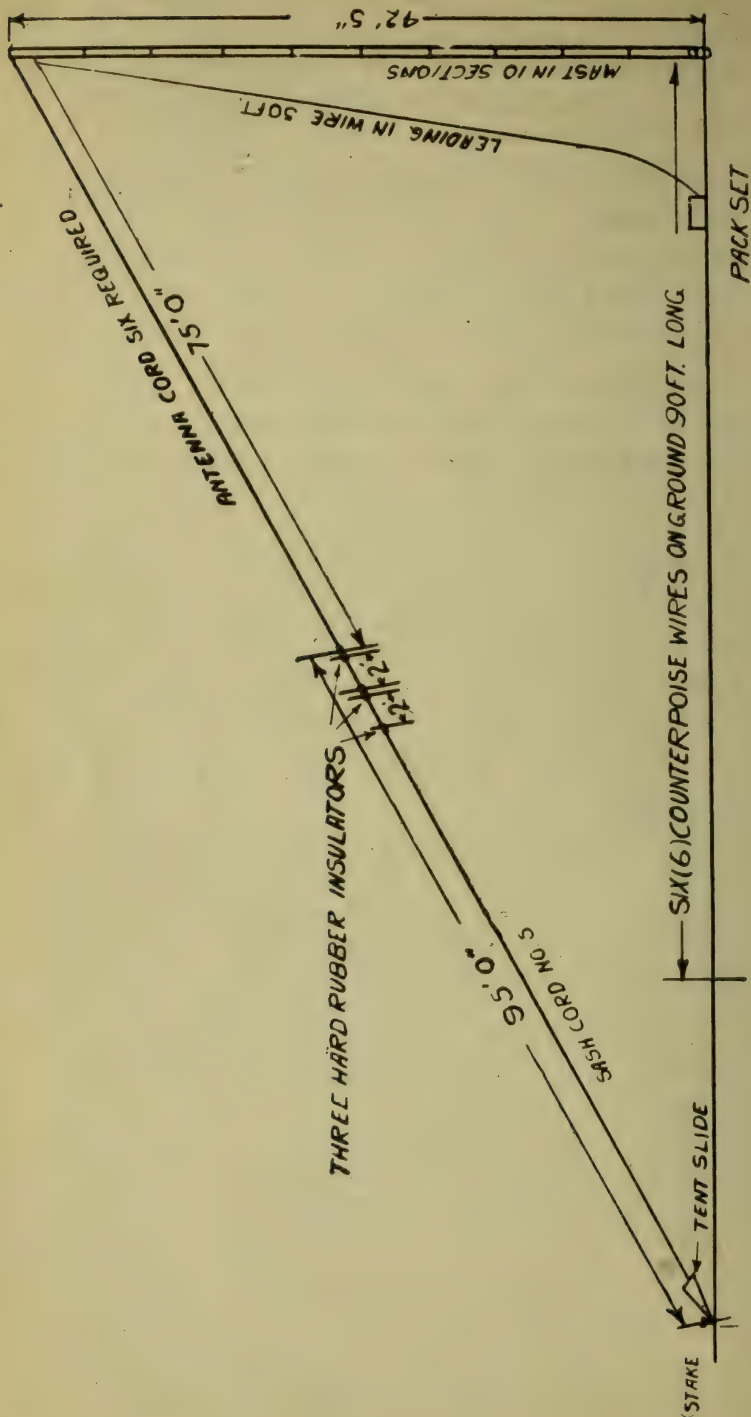 42' 5"
MAST IN 10 SECTIONS
LEADING IN WIRE 50FT.
ANTENNA CORD SIX REQUIRED
75'0"
2'
2'
THREE HARD RUBBER INSULATORS
95'0"
SASH CORD NO.5
SIX(6)COUNTERPOISE WIRES ON GROUND 90FT. LONG
PACK SET
TENT SLIDE
STAKE